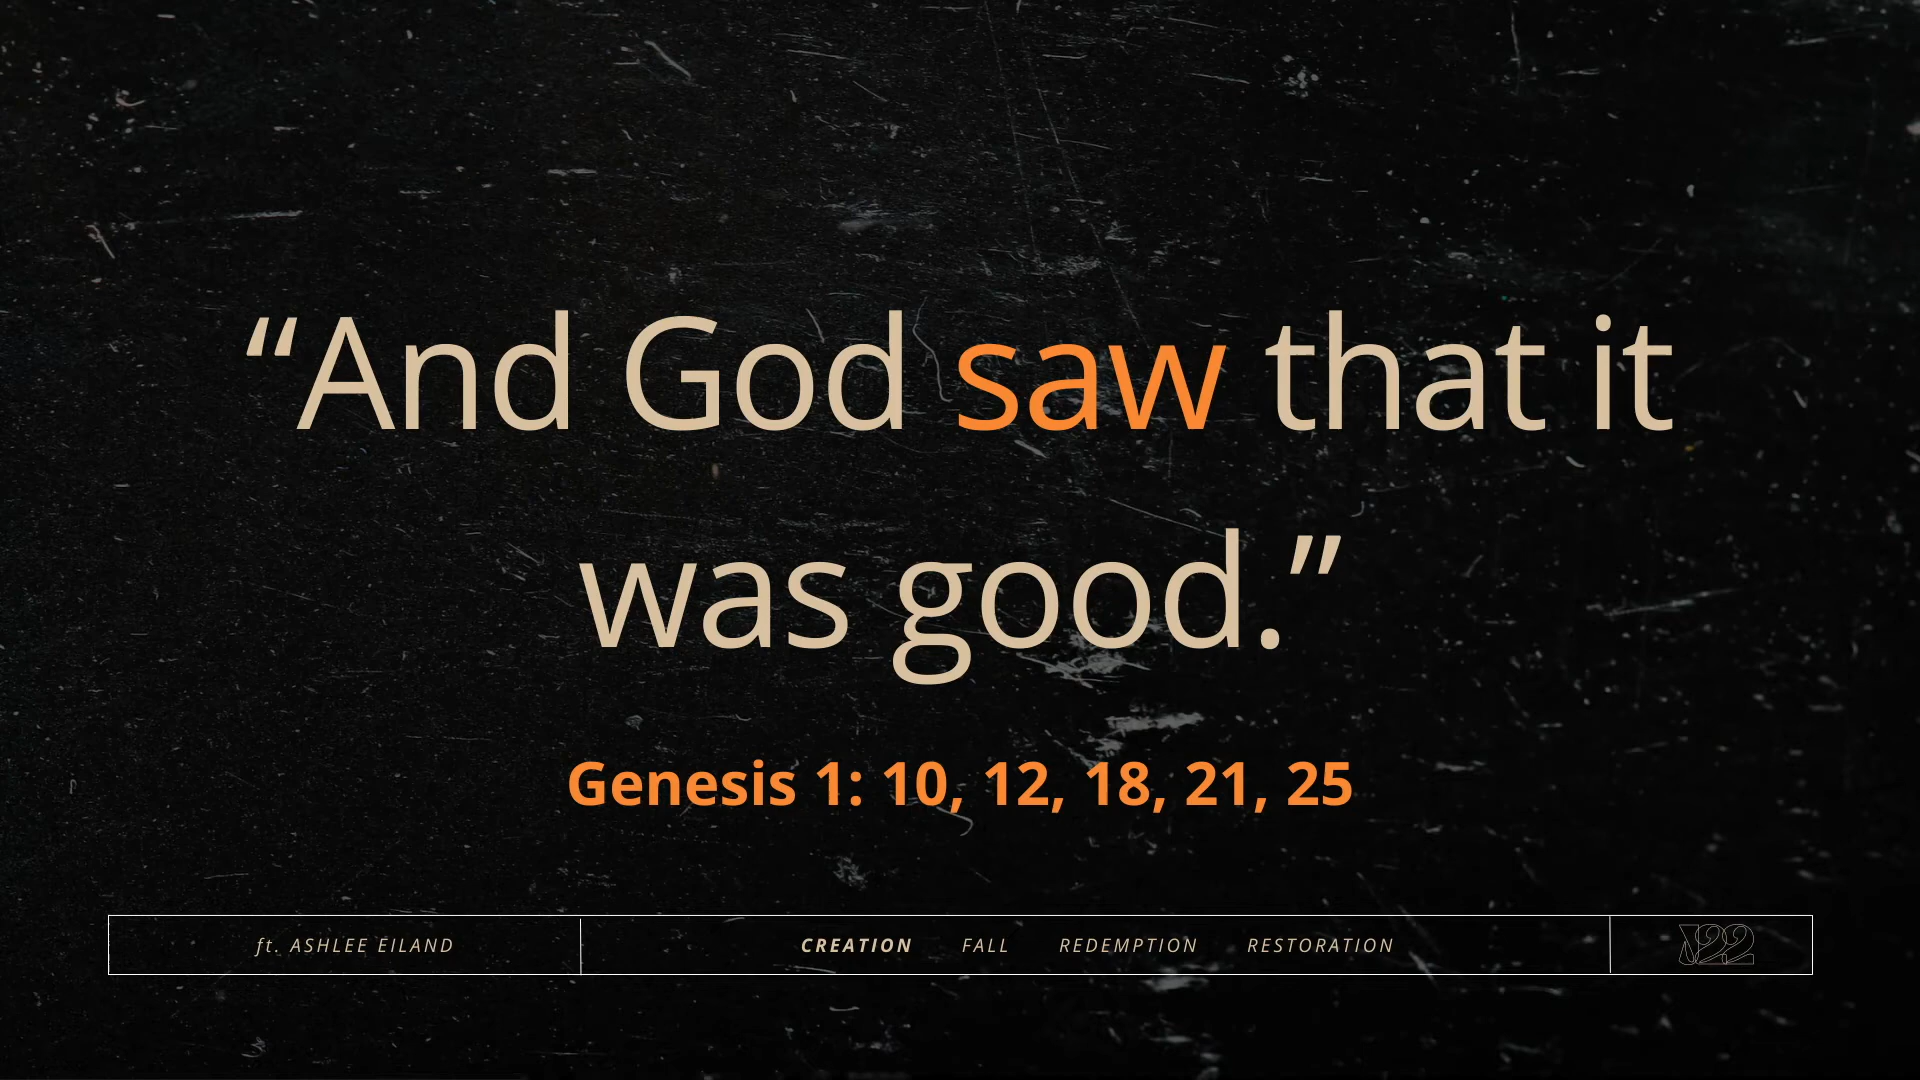 “And God saw that it
was good.”
Genesis 1: 10, 12, 18, 21, 25
ft. ASHLEE EILAND
CREATION FALL REDEMPTION RESTORATION